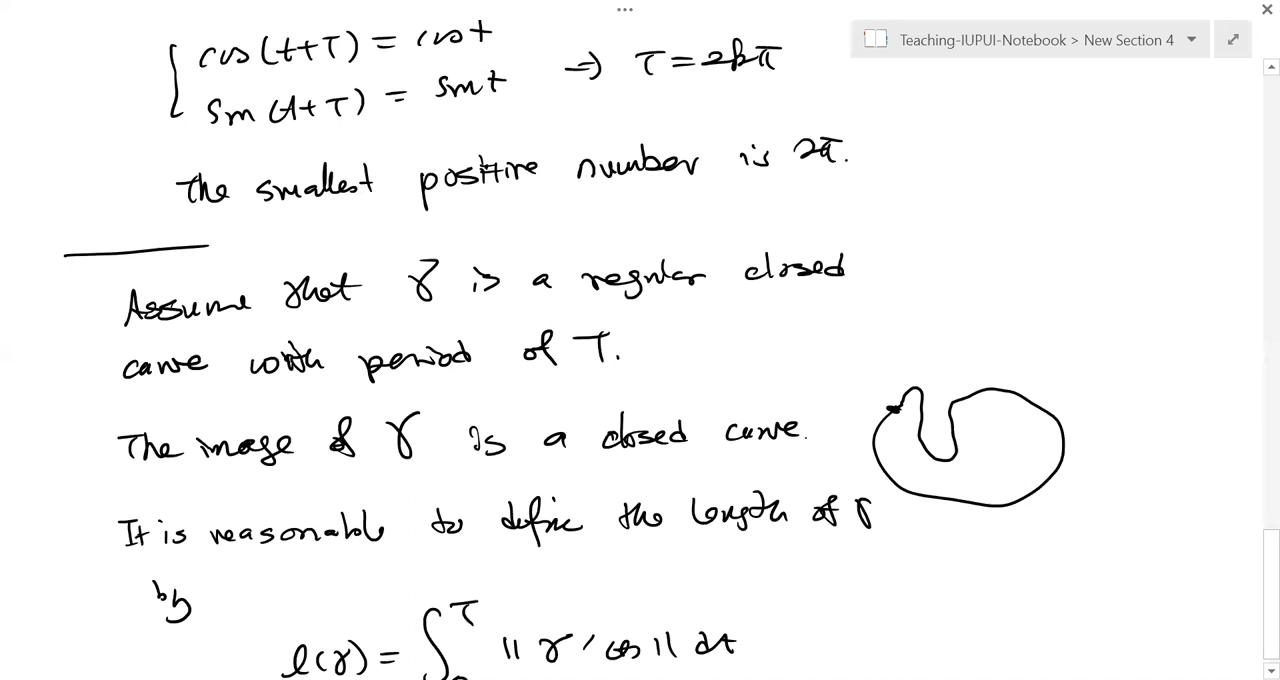 Teaching-IUPUI-Notebook > New Section 4
cos(t+T) = cos t
sin(t+T) = sin t ⇒ T = 2kπ
The smallest positive number is 2π.
Assume that γ is a regular closed
curve with period of T.
The image of γ is a closed curve.
It is reasonable to define the length of γ
by
l(γ) = ∫₀ᵀ ||γ'(t)|| dt